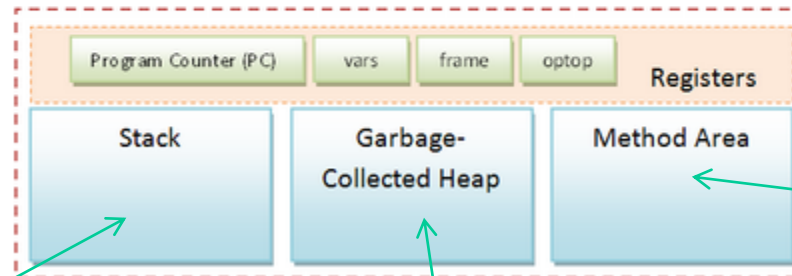 Program Counter (PC) vars frame optop
Registers
Stack Garbage- Method Area
Collected Heap